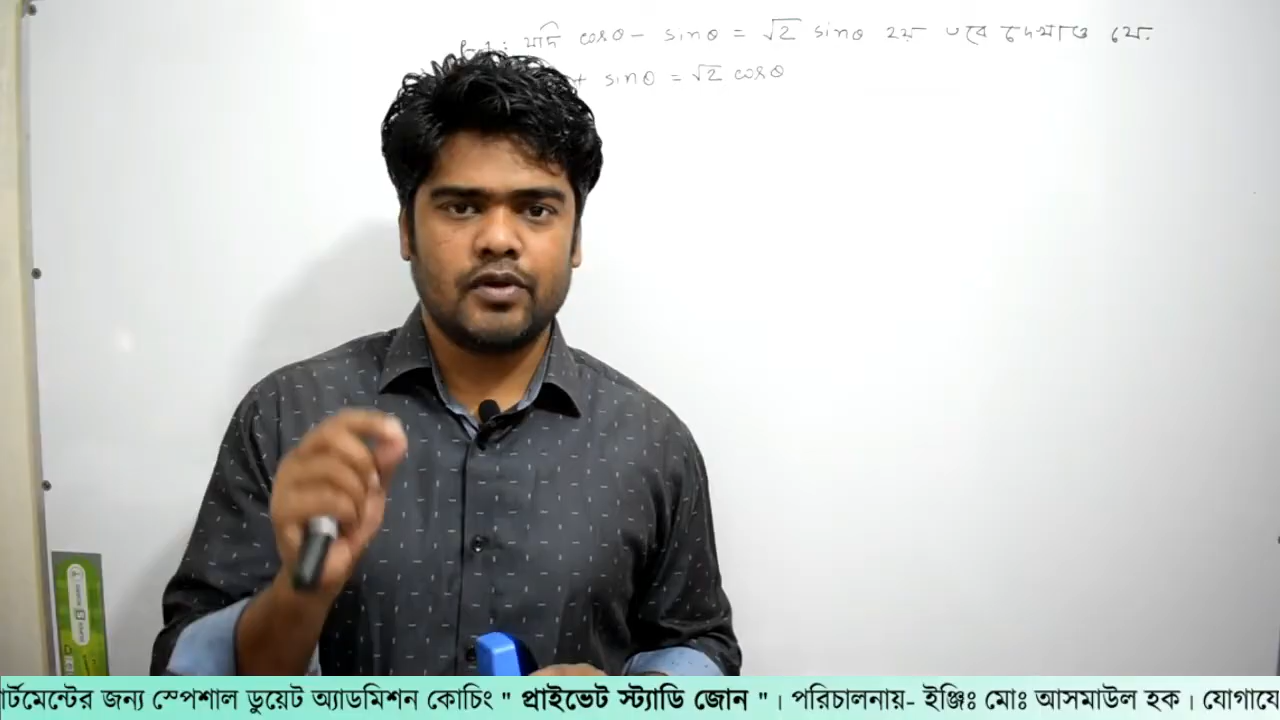 যদি cosθ - sinθ = √2 sinθ হয় তবে দেখাও যে.
+ sinθ = √2 cosθ
র্টমেন্টের জন্য স্পেশাল ডুয়েট অ্যাডমিশন কোচিং " প্রাইভেট স্ট্যাডি জোন " । পরিচালনায়- ইঞ্জিঃ মোঃ আসমাউল হক । যোগাযে